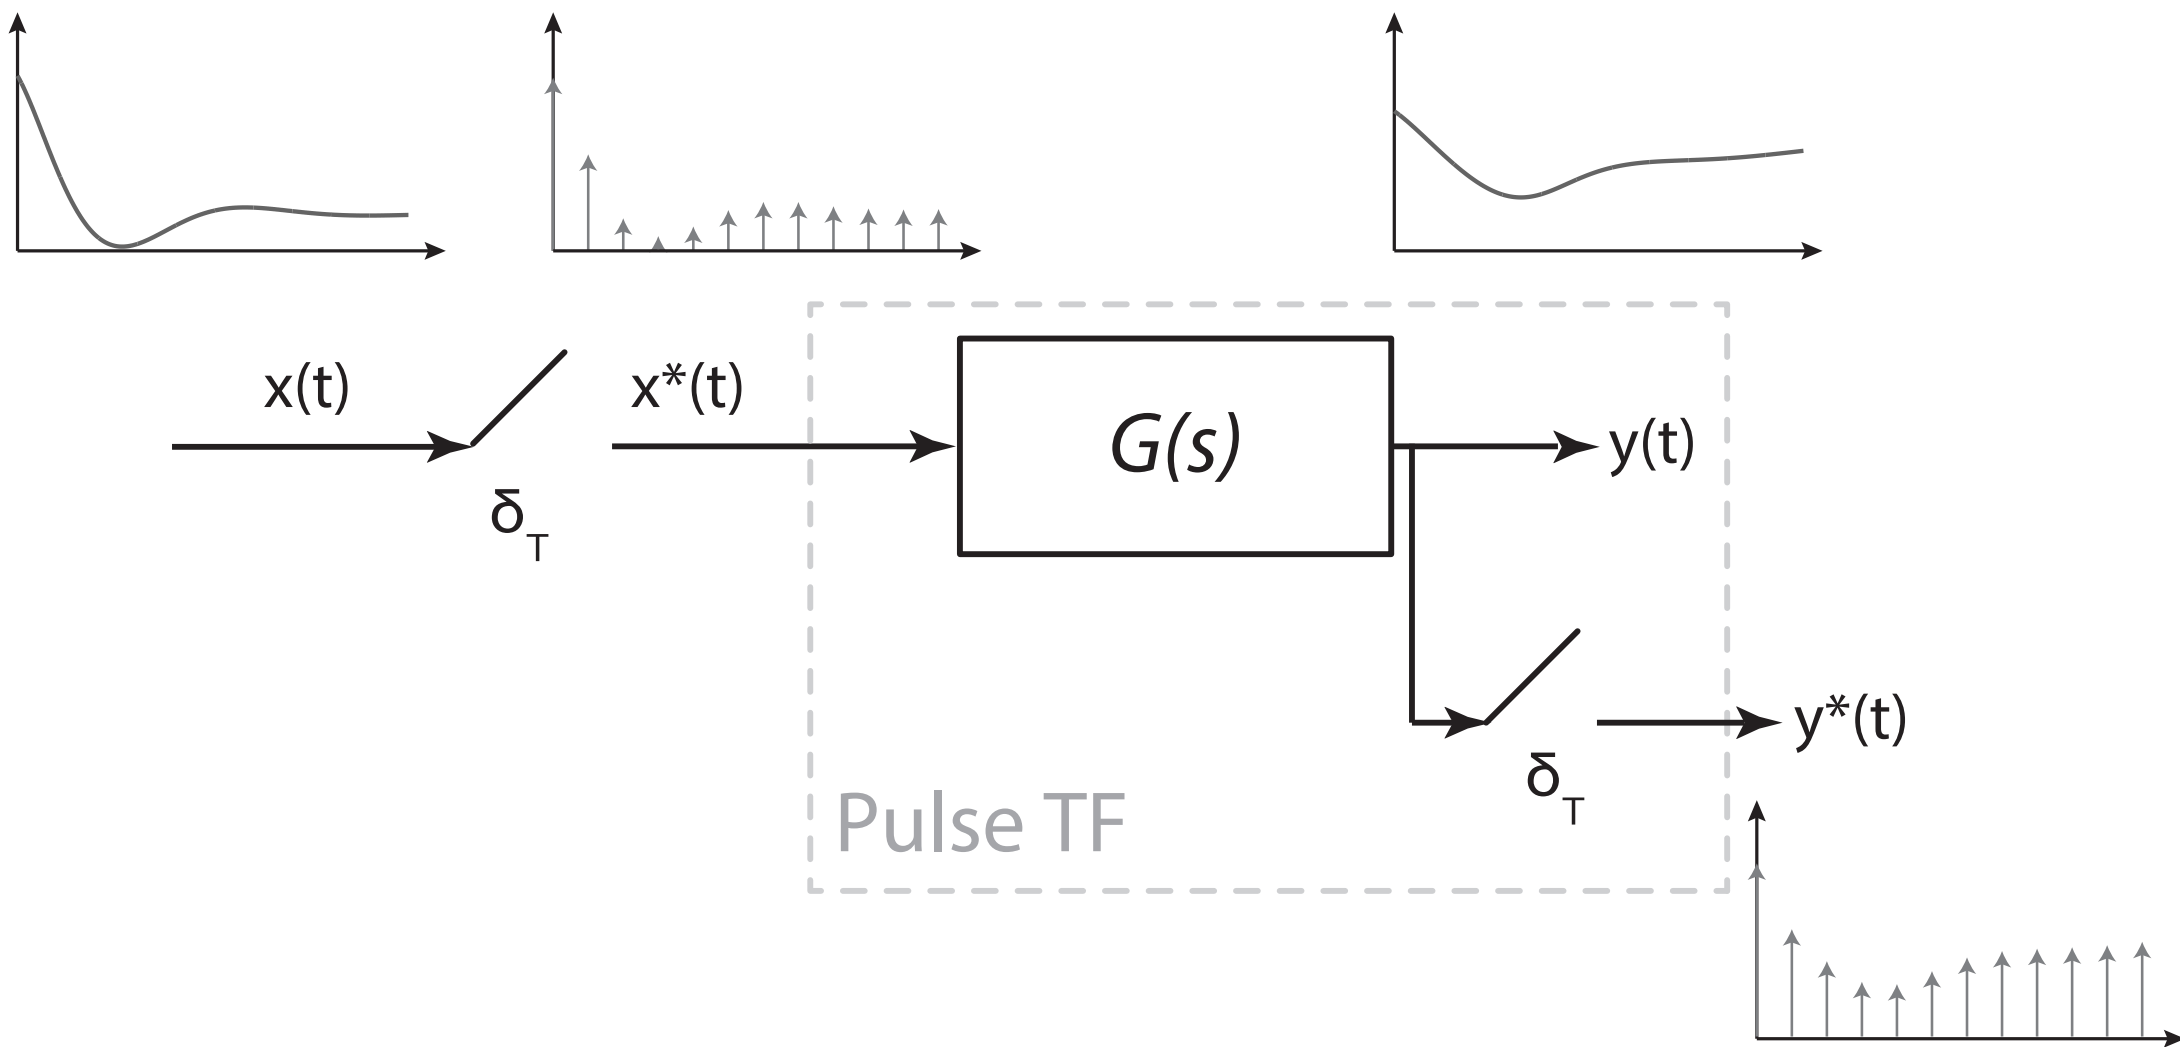 x(t)
x*(t)
G(s)
y(t)
δT
y*(t)
δT
Pulse TF